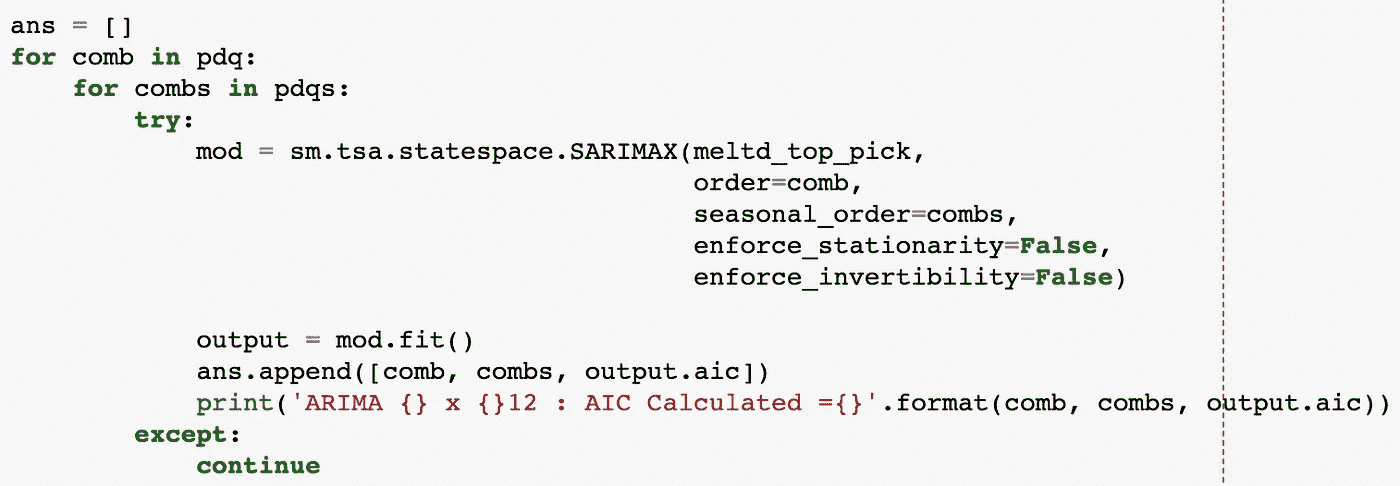 ans = []
for comb in pdq:
    for combs in pdqs:
        try:
            mod = sm.tsa.statespace.SARIMAX(meltd_top_pick,
                                            order=comb,
                                            seasonal_order=combs,
                                            enforce_stationarity=False,
                                            enforce_invertibility=False)

            output = mod.fit()
            ans.append([comb, combs, output.aic])
            print('ARIMA {} x {}12 : AIC Calculated ={}'.format(comb, combs, output.aic))
        except:
            continue